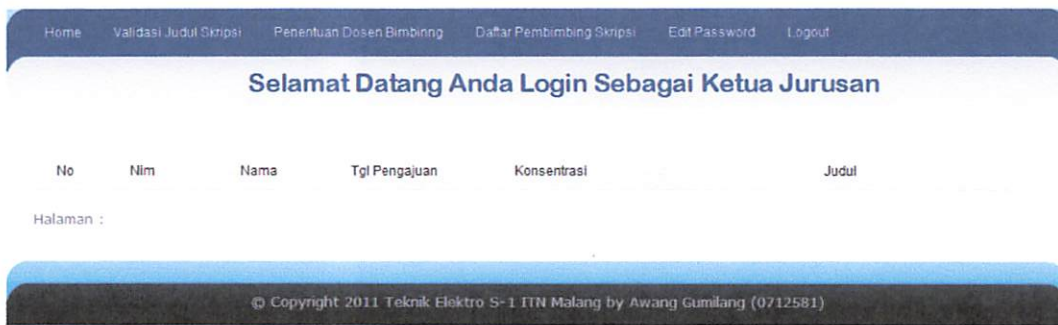 Home Validasi Judul Skripsi Penentuan Dosen Bimbinng Daftar Pembimbing Skripsi Edit Password Logout
Selamat Datang Anda Login Sebagai Ketua Jurusan
No Nim Nama Tgl Pengajuan Konsentrasi Judul
Halaman :
© Copyright 2011 Teknik Elektro S-1 ITN Malang by Awang Gumilang (0712581)